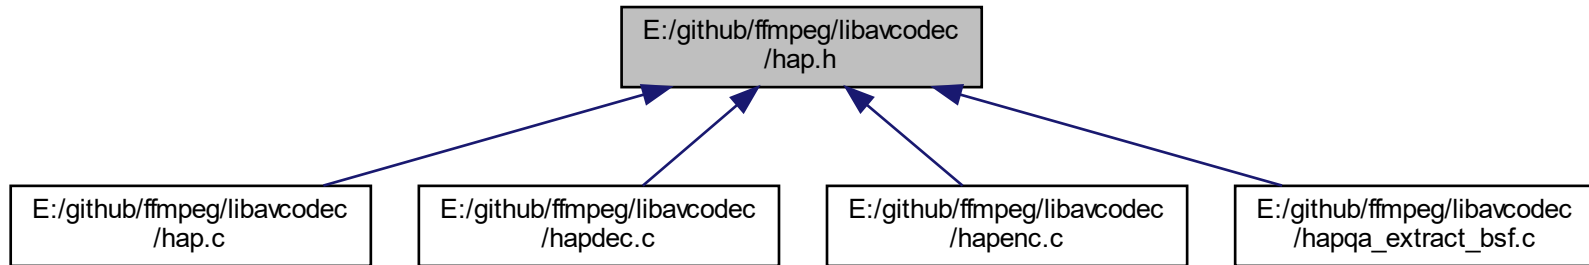 E:/github/ffmpeg/libavcodec
/hap.h
E:/github/ffmpeg/libavcodec
/hap.c
E:/github/ffmpeg/libavcodec
/hapdec.c
E:/github/ffmpeg/libavcodec
/hapenc.c
E:/github/ffmpeg/libavcodec
/hapqa_extract_bsf.c